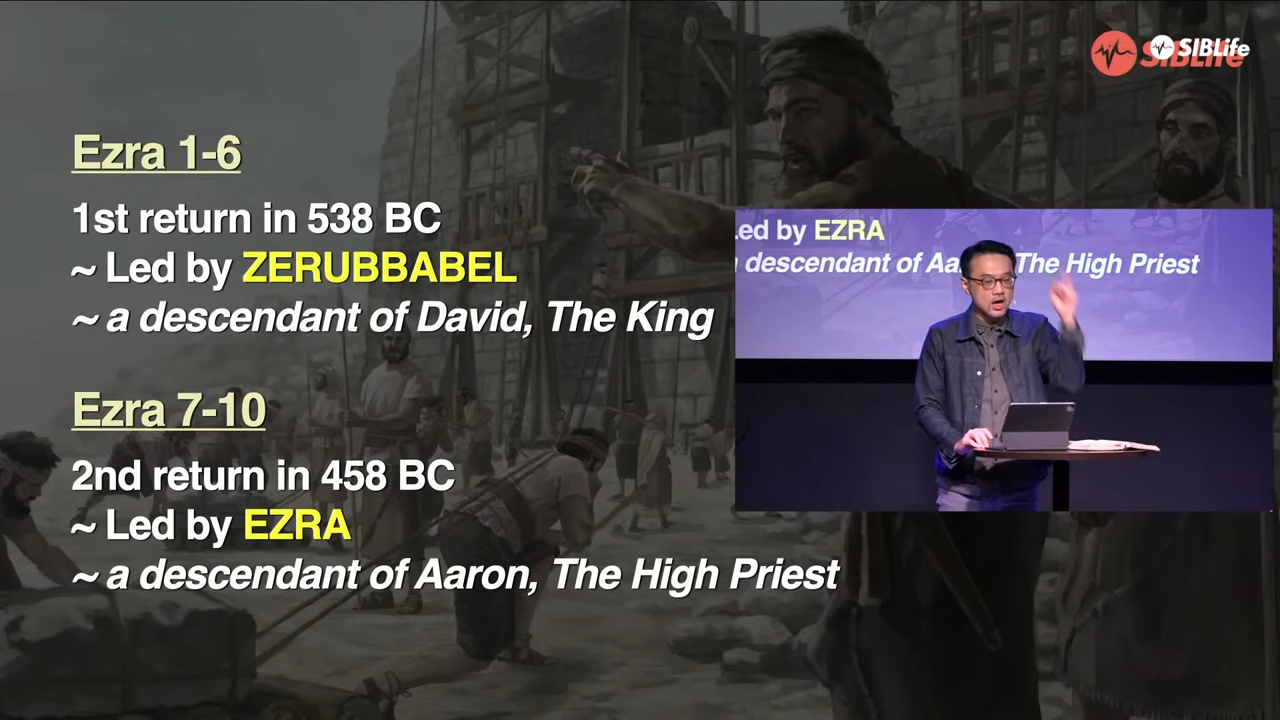 SIBLife
SIBLife
Ezra 1-6
1st return in 538 BC
~ Led by ZERUBBABEL
~ a descendant of David, The King
Ezra 7-10
2nd return in 458 BC
~ Led by EZRA
~ a descendant of Aaron, The High Priest
Led by EZRA
a descendant of Aa The High Priest